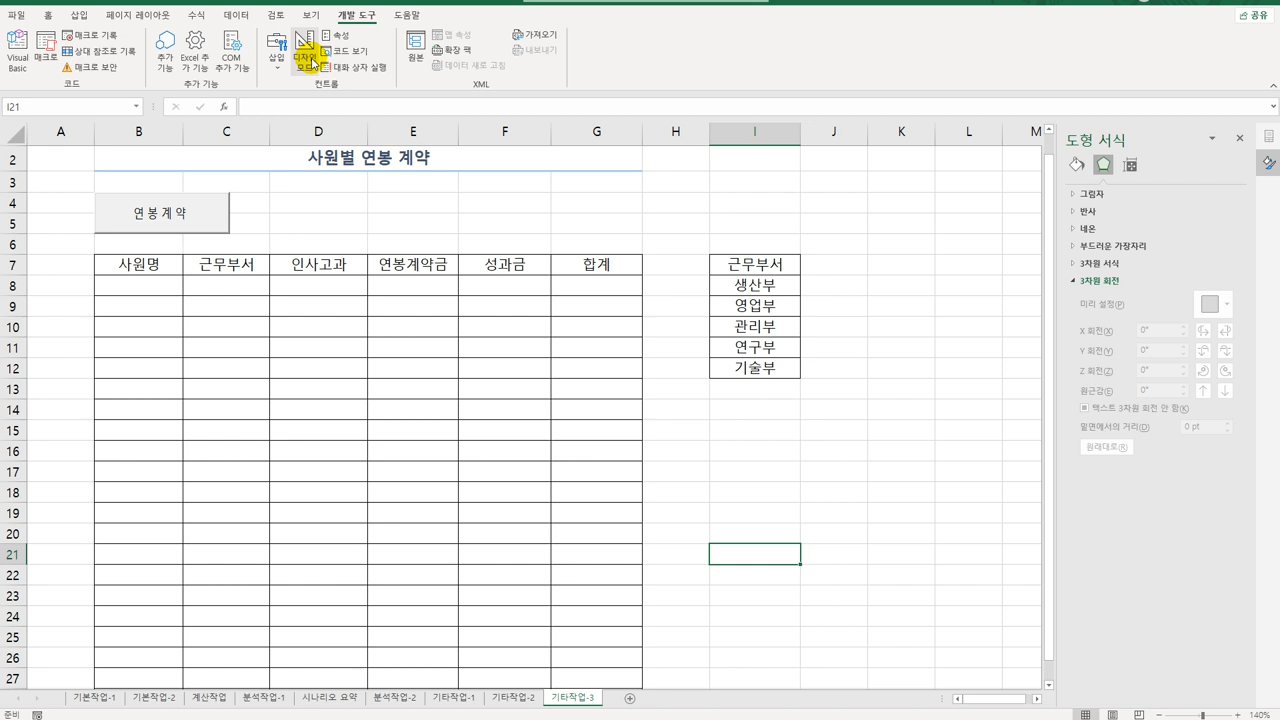 파일 홈 삽입 페이지 레이아웃 수식 데이터 검토 보기 개발 도구 도움말 공유
Visual Basic
매크로
매크로 기록
상대 참조로 기록
매크로 보안
코드
추가 기능
Excel 추가 기능
COM 추가 기능
추가 기능
삽입
디자인 모드
속성
코드 보기
대화 상자 실행
컨트롤
원본
맵 속성
확장 팩
데이터 새로 고침
가져오기
내보내기
XML
I21 fx
A B C D E F G H I J K L M
2 사원별 연봉 계약
3
4 연봉계약
5
6
7 사원명 근무부서 인사고과 연봉계약금 성과금 합계 근무부서
8 생산부
9 영업부
10 관리부
11 연구부
12 기술부
13
14
15
16
17
18
19
20
21
22
23
24
25
26
27
도형 서식
그림자
반사
네온
부드러운 가장자리
3차원 서식
3차원 회전
미리 설정(P)
X 회전(X) 0°
Y 회전(Y) 0°
Z 회전(Z) 0°
원근감(E) 0°
텍스트 3차원 회전 안 함(K)
밑면에서의 거리(D) 0 pt
원래대로(R)
기본작업-1 기본작업-2 계산작업 분석작업-1 시나리오 요약 분석작업-2 기타작업-1 기타작업-2 기타작업-3
준비 140%